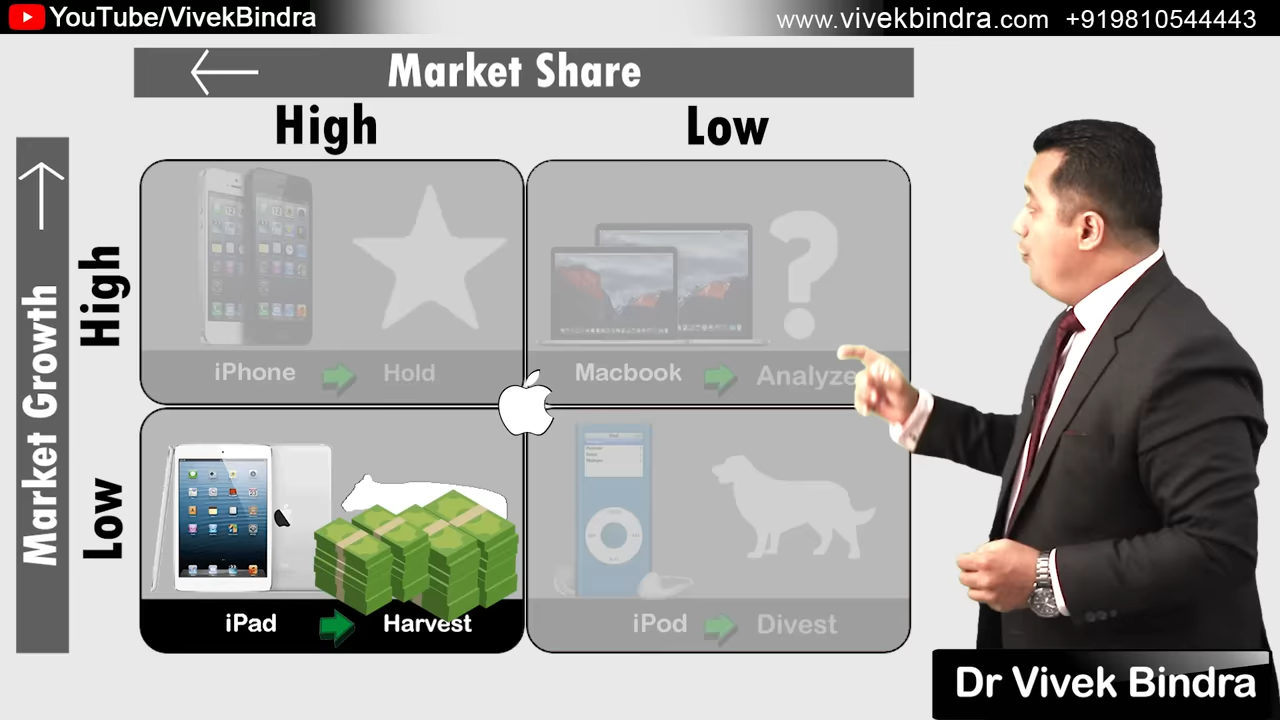 YouTube/VivekBindra
www.vivekbindra.com +919810544443
Market Share
High
Low
Market Growth
High
Low
iPhone
Hold
Macbook
Analyze
iPad
Harvest
iPod
Divest
Dr Vivek Bindra